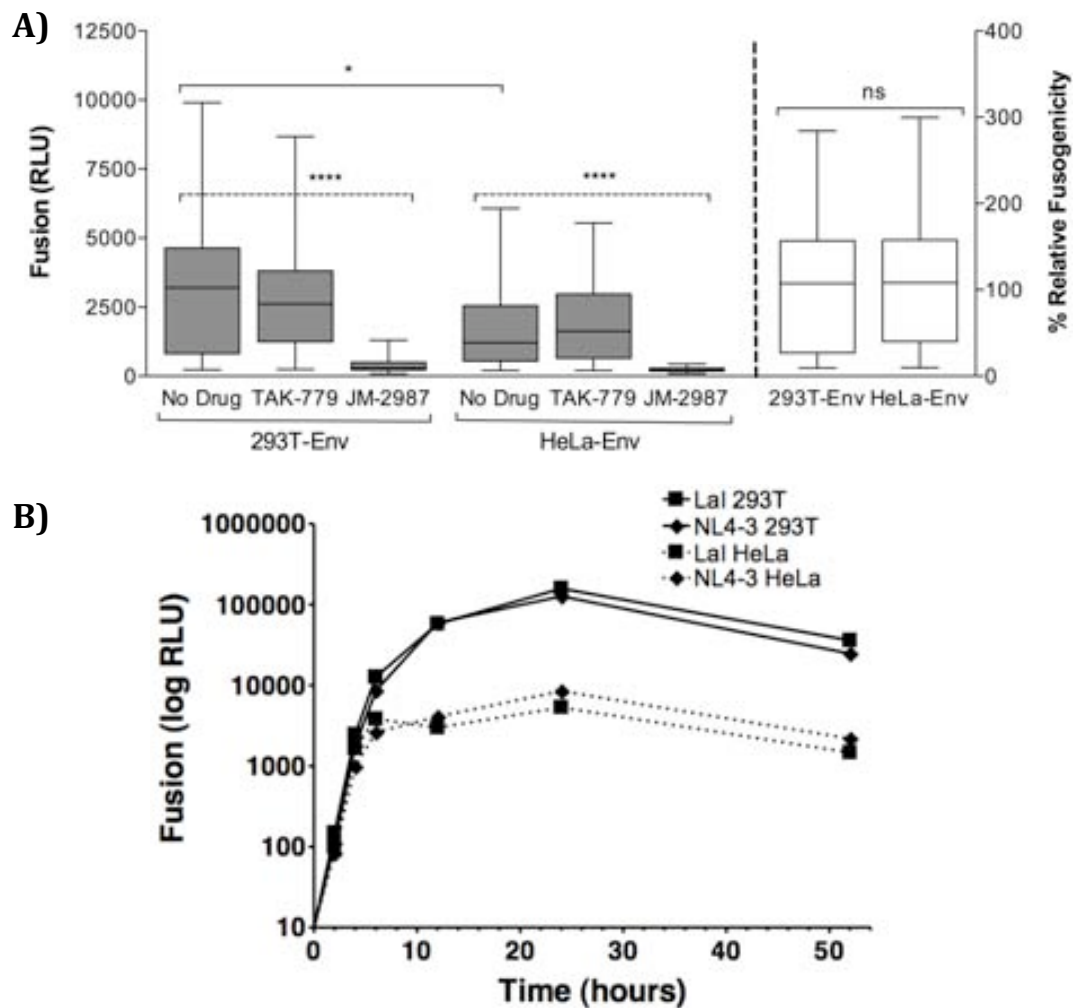 A)
12500
10000
7500
5000
2500
0
Fusion (RLU)
*
****
****
ns
400
300
200
100
0
% Relative Fusogenicity
No Drug TAK-779 JM-2987 No Drug TAK-779 JM-2987 293T-Env HeLa-Env
293T-Env HeLa-Env
B)
LaI 293T
NL4-3 293T
LaI HeLa
NL4-3 HeLa
1000000
100000
10000
1000
100
10
Fusion (log RLU)
0 10 20 30 40 50
Time (hours)